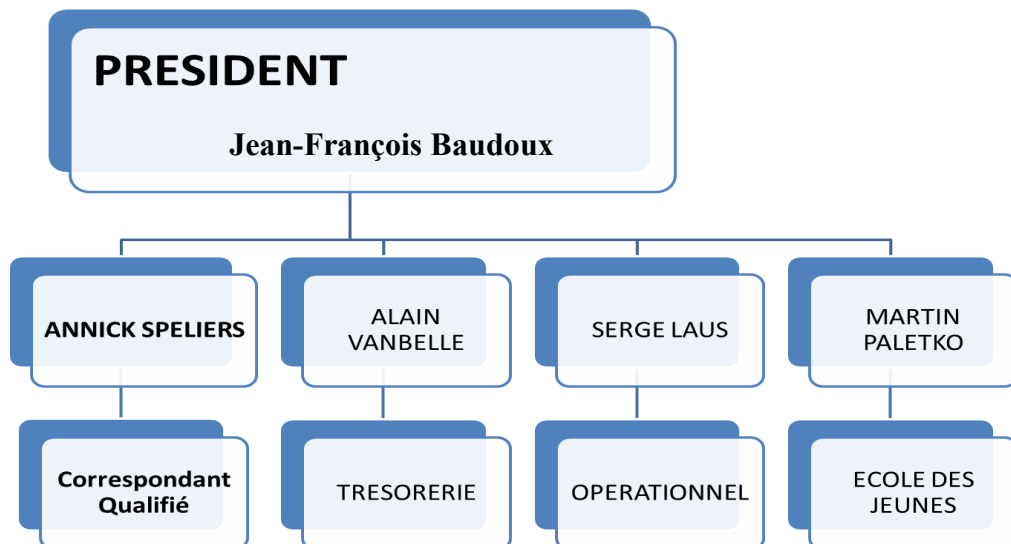 PRESIDENT
Jean-François Baudoux
ANNICK SPELIERS
ALAIN
VANBELLE
SERGE LAUS
MARTIN
PALETKO
Correspondant
Qualifié
TRESORERIE
OPERATIONNEL
ECOLE DES
JEUNES